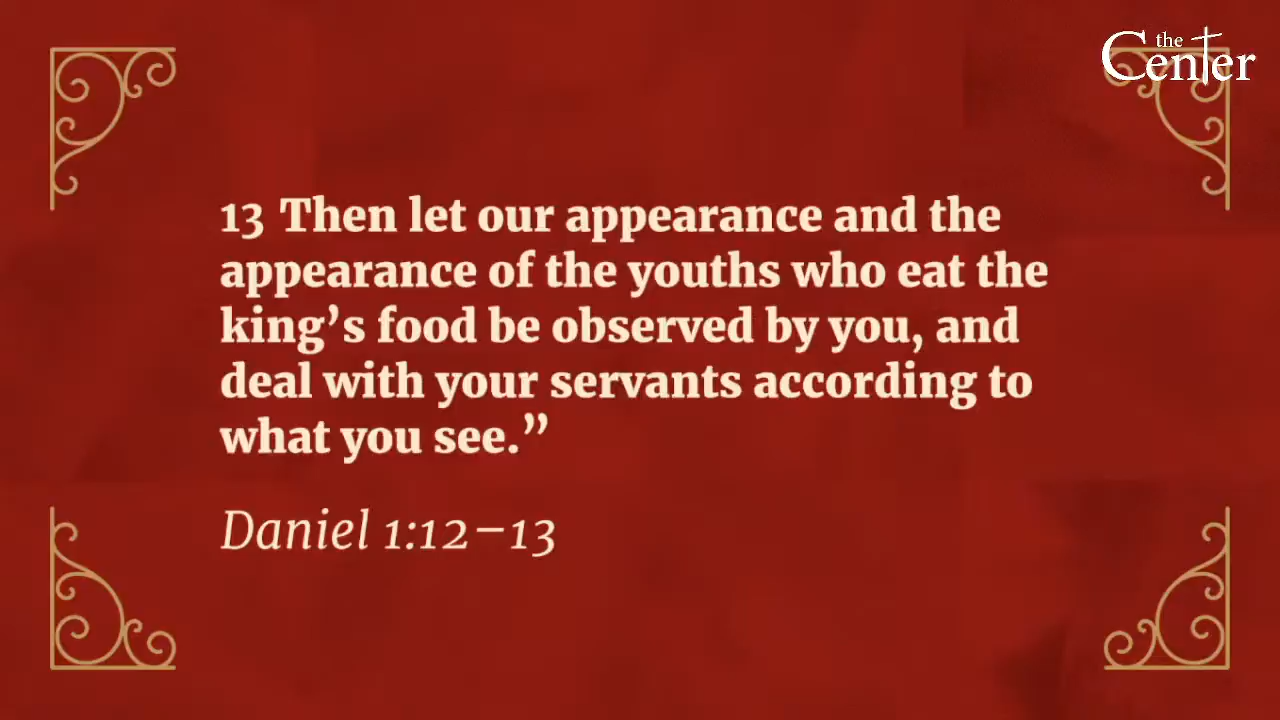 the
Center
13 Then let our appearance and the
appearance of the youths who eat the
king’s food be observed by you, and
deal with your servants according to
what you see.”
Daniel 1:12–13